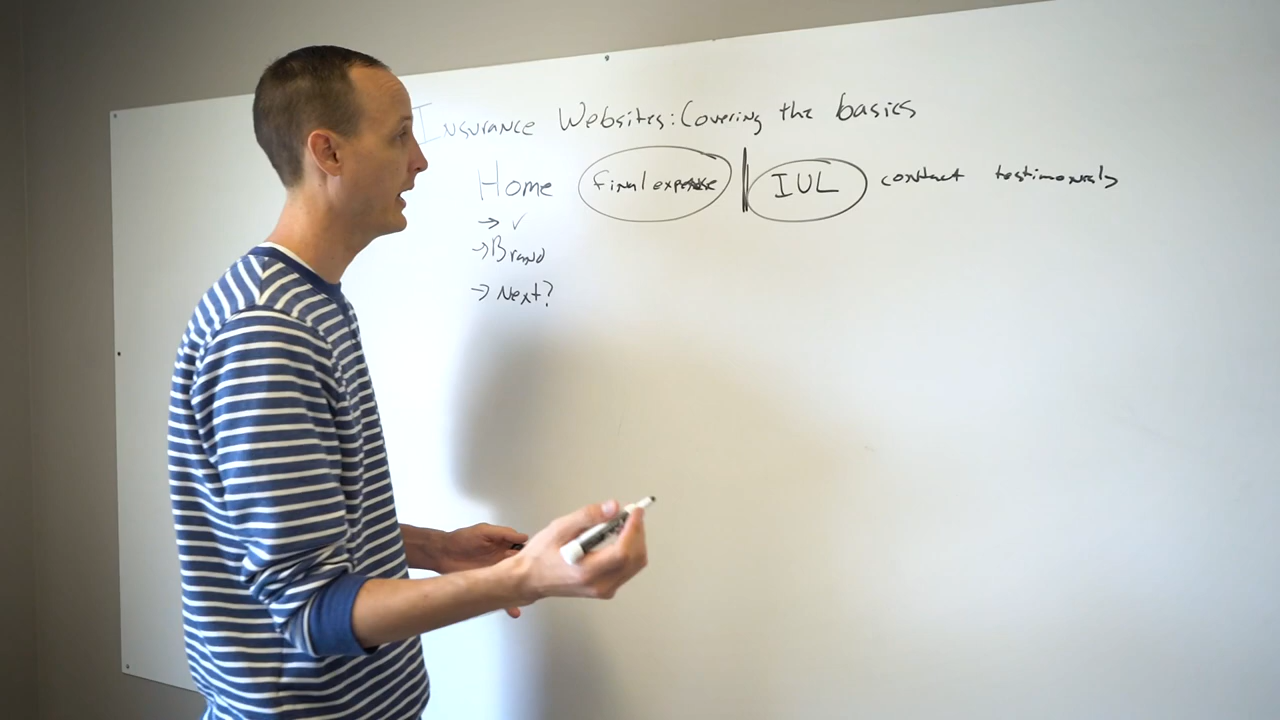 Insurance Websites: Covering the basics
Home final expense | IUL contact testimonials
→ ✓
→ Brand
→ Next?